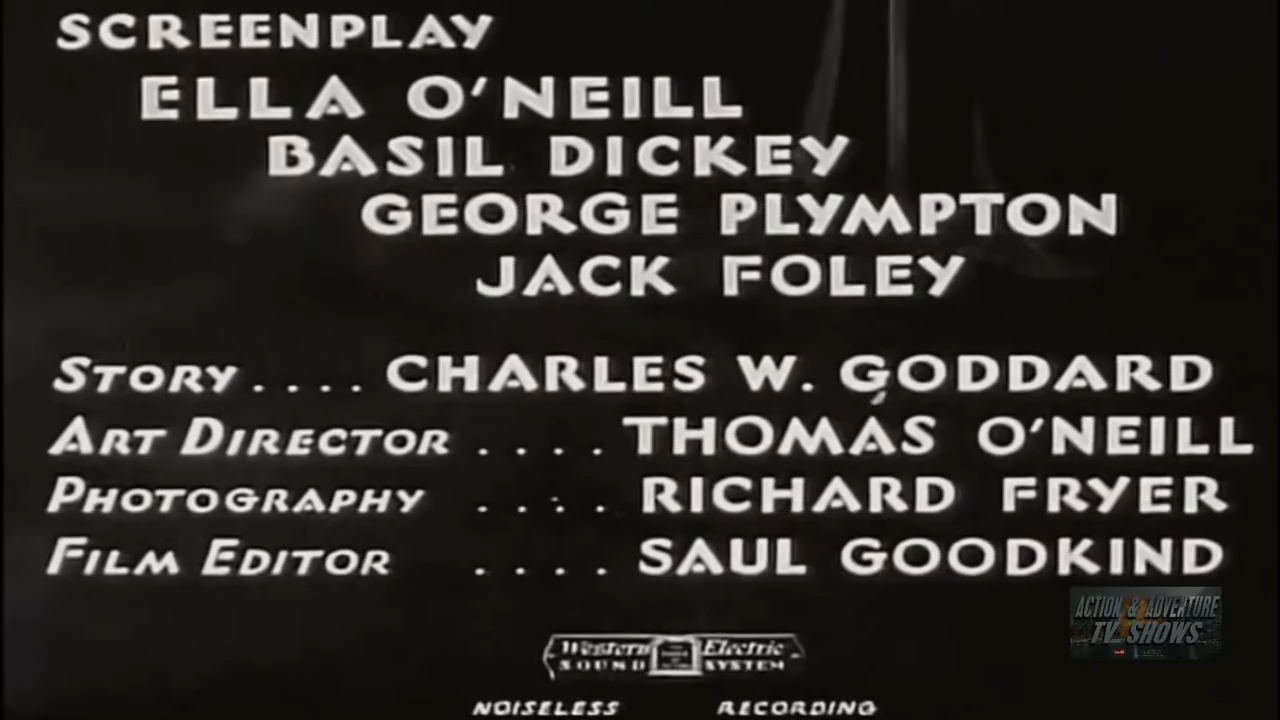 SCREENPLAY
ELLA O'NEILL
BASIL DICKEY
GEORGE PLYMPTON
JACK FOLEY
STORY .... CHARLES W. GODDARD
ART DIRECTOR .... THOMAS O'NEILL
PHOTOGRAPHY .... RICHARD FRYER
FILM EDITOR .... SAUL GOODKIND
ACTION & ADVENTURE
TV SHOWS
Western Electric
SOUND SYSTEM
NOISELESS RECORDING